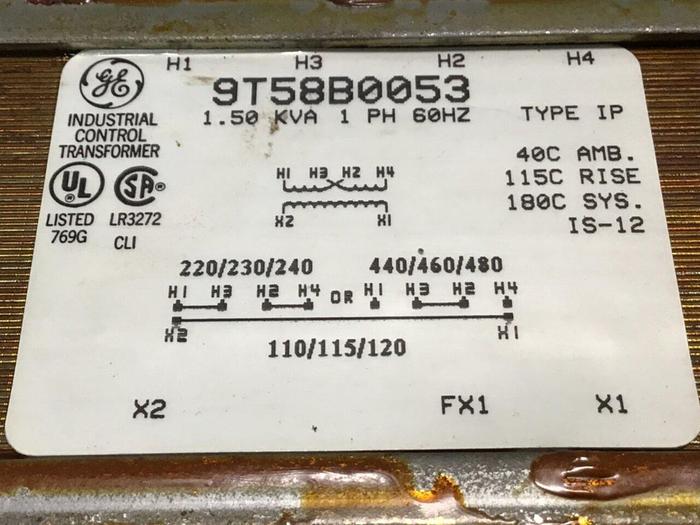 H1 H3 H2 H4
GE 9T58B0053
INDUSTRIAL CONTROL TRANSFORMER
1.50 KVA 1 PH 60HZ TYPE IP
40C AMB.
115C RISE
180C SYS.
IS-12
UL SA®
LISTED 769G
LR3272 CLI
H1 H3 H2 H4
X2 X1
220/230/240 440/460/480
H1 H3 H2 H4 OR H1 H3 H2 H4
X2 X1
110/115/120
X2 FX1 X1